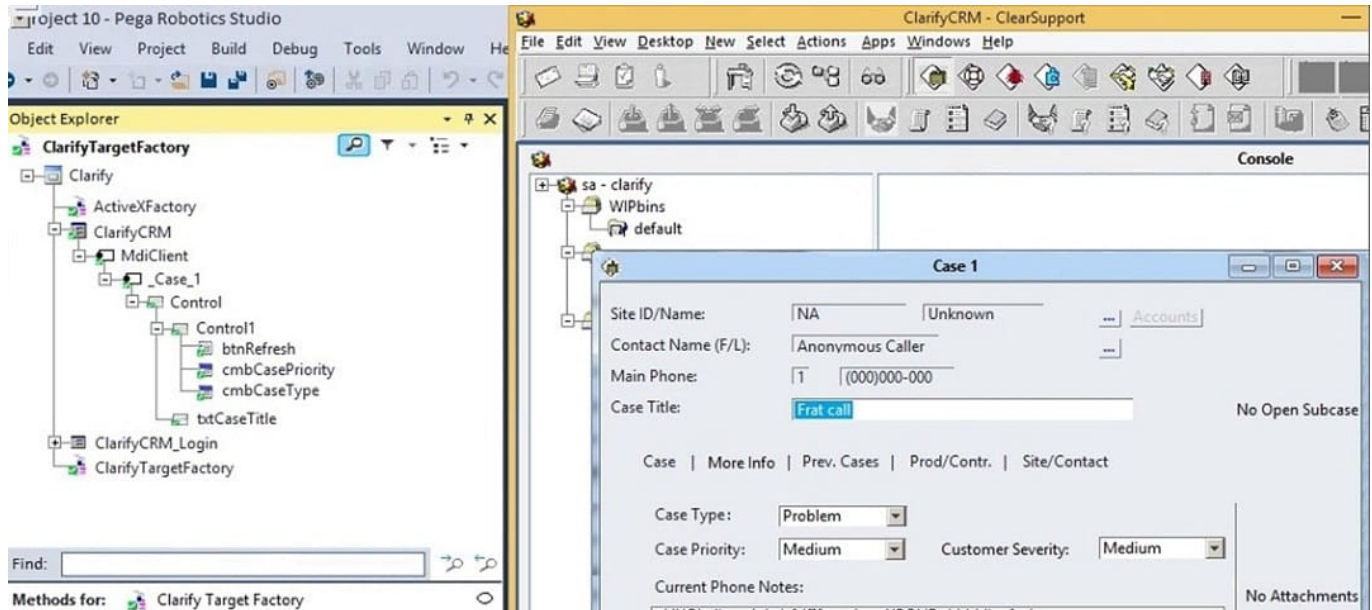 roject 10 - Pega Robotics Studio
Edit View Project Build Debug Tools Window He
Object Explorer
ClarifyTargetFactory
Clarify
ActiveXFactory
ClarifyCRM
MdiClient
_Case_1
Control
Control1
btnRefresh
cmbCasePriority
cmbCaseType
txtCaseTitle
ClarifyCRM_Login
ClarifyTargetFactory
Find:
Methods for: Clarify Target Factory
ClarifyCRM - ClearSupport
File Edit View Desktop New Select Actions Apps Windows Help
Console
sa - clarify
WIPbins
default
Case 1
Site ID/Name: NA Unknown ... Accounts
Contact Name (F/L): Anonymous Caller ...
Main Phone: 1 (000)000-000
Case Title: Frat call No Open Subcase
Case | More Info | Prev. Cases | Prod/Contr. | Site/Contact
Case Type: Problem
Case Priority: Medium Customer Severity: Medium
Current Phone Notes:
No Attachments